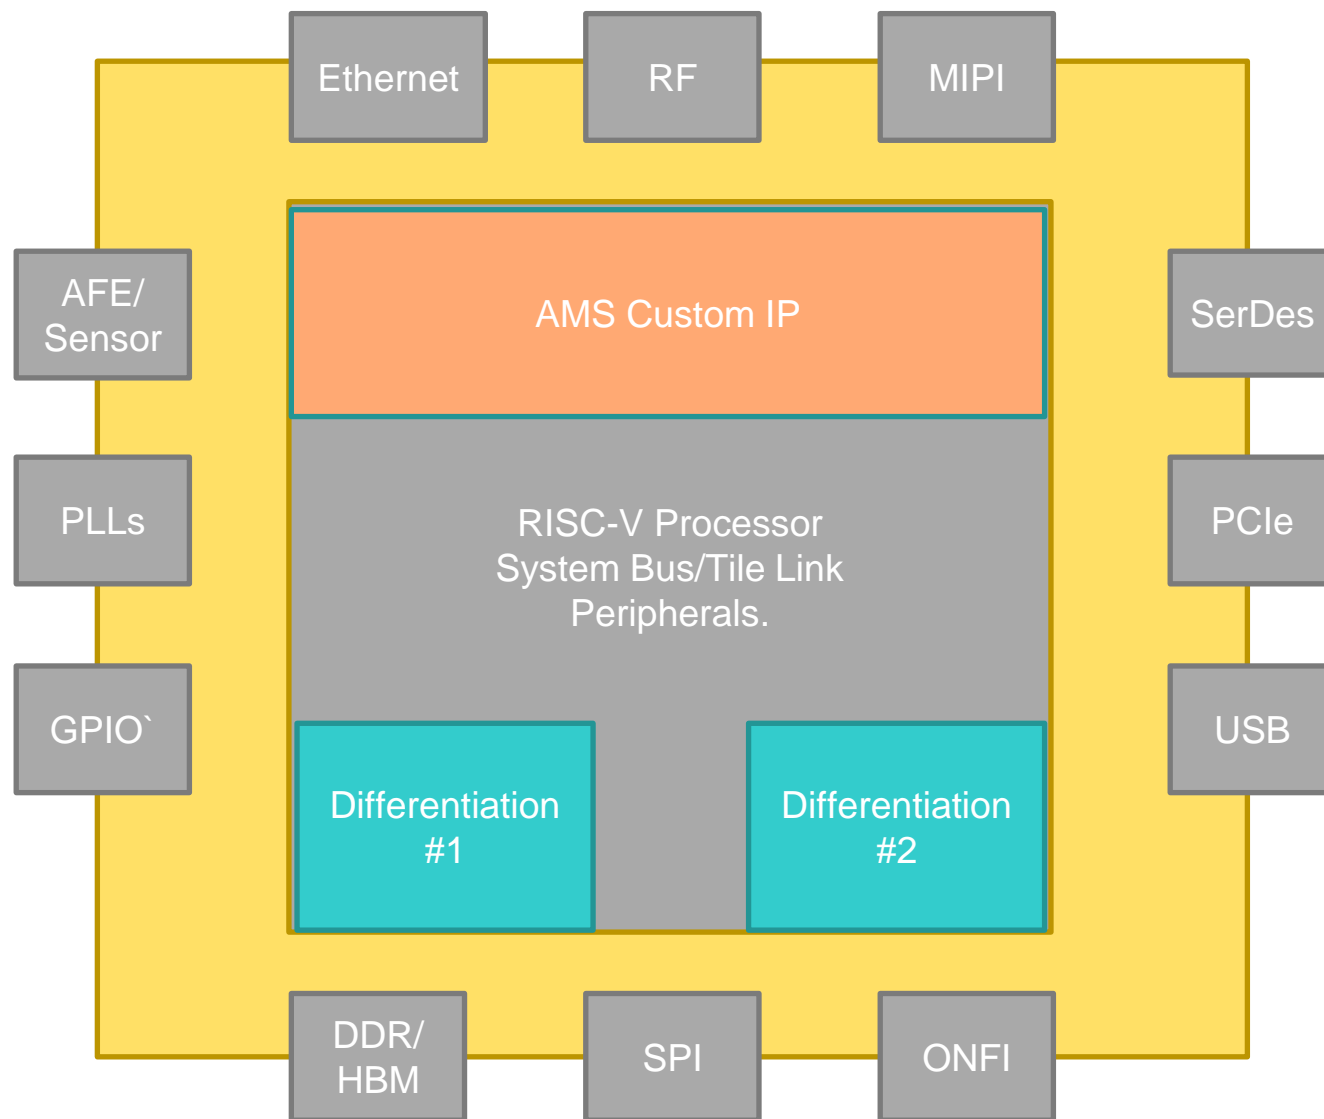 Ethernet
RF
MIPI
AFE/
Sensor
AMS Custom IP
SerDes
PLLs
RISC-V Processor
System Bus/Tile Link
Peripherals.
PCIe
GPIO`
USB
Differentiation
#1
Differentiation
#2
DDR/
HBM
SPI
ONFI